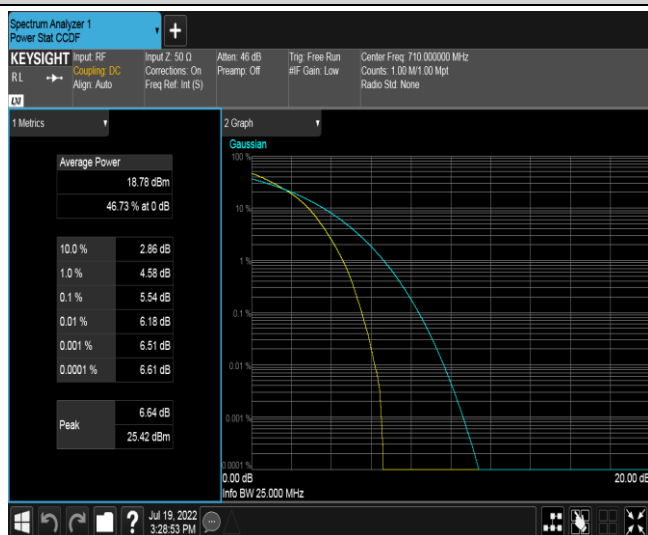 Spectrum Analyzer 1
Power Stat CCDF
KEYSIGHT
RL
LXI
Input: RF
Coupling: DC
Align: Auto
Input Z: 50 Ω
Corrections: On
Freq Ref: Int (S)
Atten: 46 dB
Preamp: Off
Trig: Free Run
#IF Gain: Low
Center Freq: 710.000000 MHz
Counts: 1.00 M/1.00 Mpt
Radio Std: None
1 Metrics
Average Power
18.78 dBm
46.73 % at 0 dB
10.0 % 2.86 dB
1.0 % 4.58 dB
0.1 % 5.54 dB
0.01 % 6.18 dB
0.001 % 6.51 dB
0.0001 % 6.61 dB
Peak
6.64 dB
25.42 dBm
2 Graph
Gaussian
100 %
10 %
1 %
0.1 %
0.01 %
0.001 %
0.0001 %
0.00 dB 20.00 dB
Info BW 25.000 MHz
?
Jul 19, 2022
3:28:53 PM